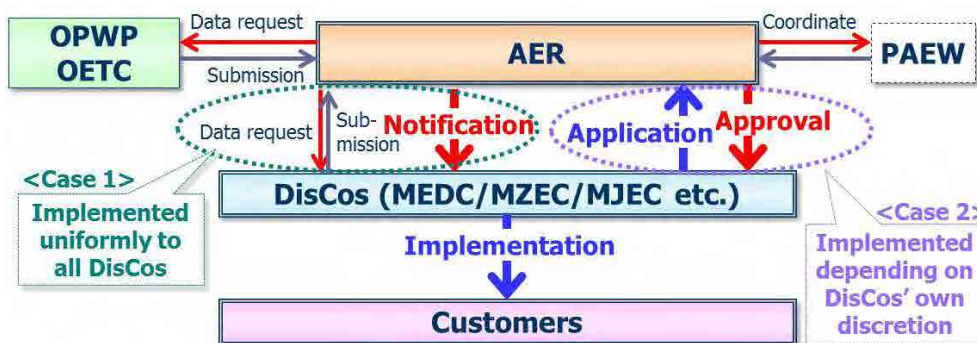 Data request
Coordinate
OPWP
OETC
AER
PAEW
Submission
Data request
Sub-
mission
Notification
Application
Approval
<Case 1>
Implemented
uniformly to
all DisCos
DisCos (MEDC/MZEC/MJEC etc.)
<Case 2>
Implemented
depending on
DisCos' own
discretion
Implementation
Customers